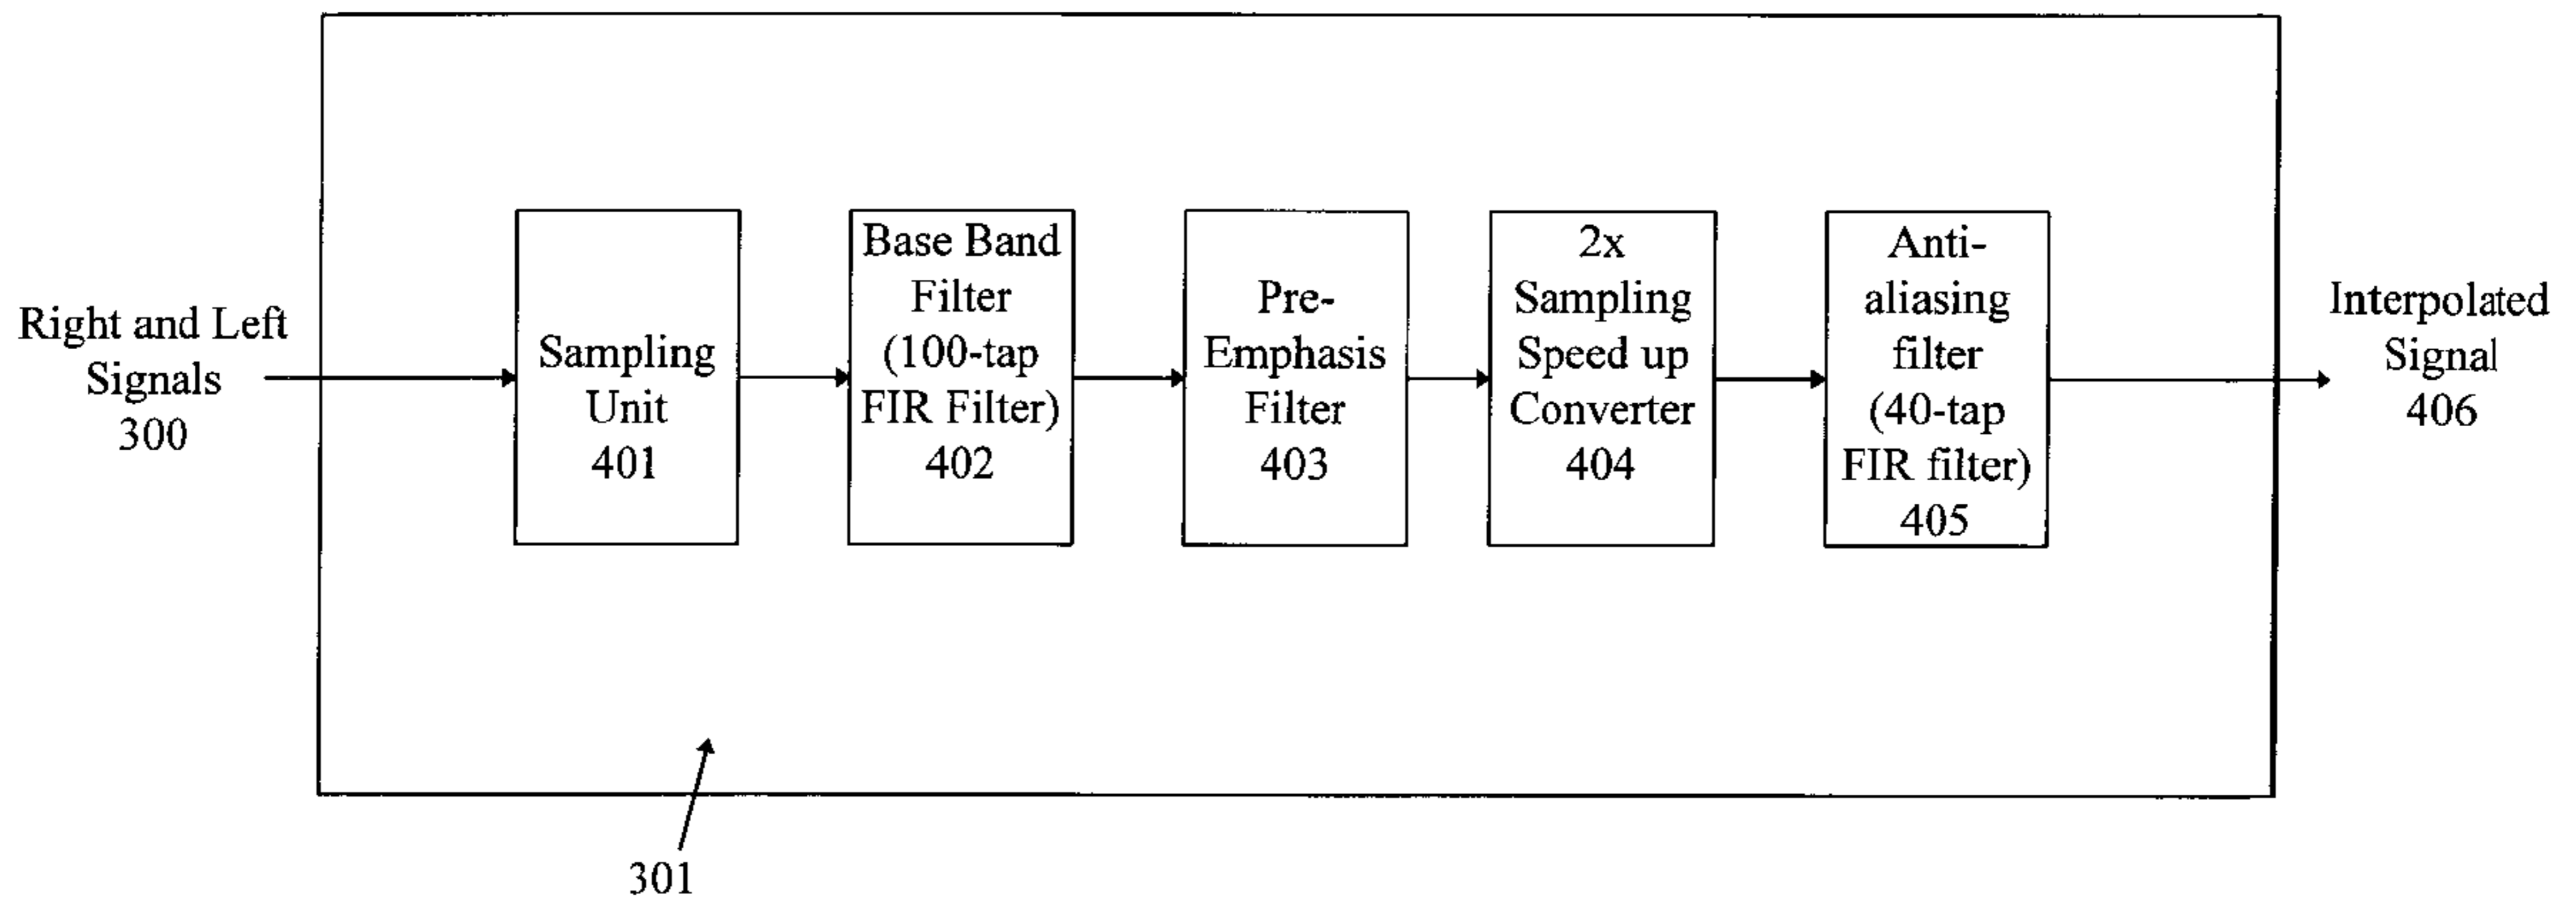 Right and Left
Signals
300
Sampling
Unit
401
Base Band
Filter
(100-tap
FIR Filter)
402
Pre-
Emphasis
Filter
403
2x
Sampling
Speed up
Converter
404
Anti-
aliasing
filter
(40-tap
FIR filter)
405
Interpolated
Signal
406
301